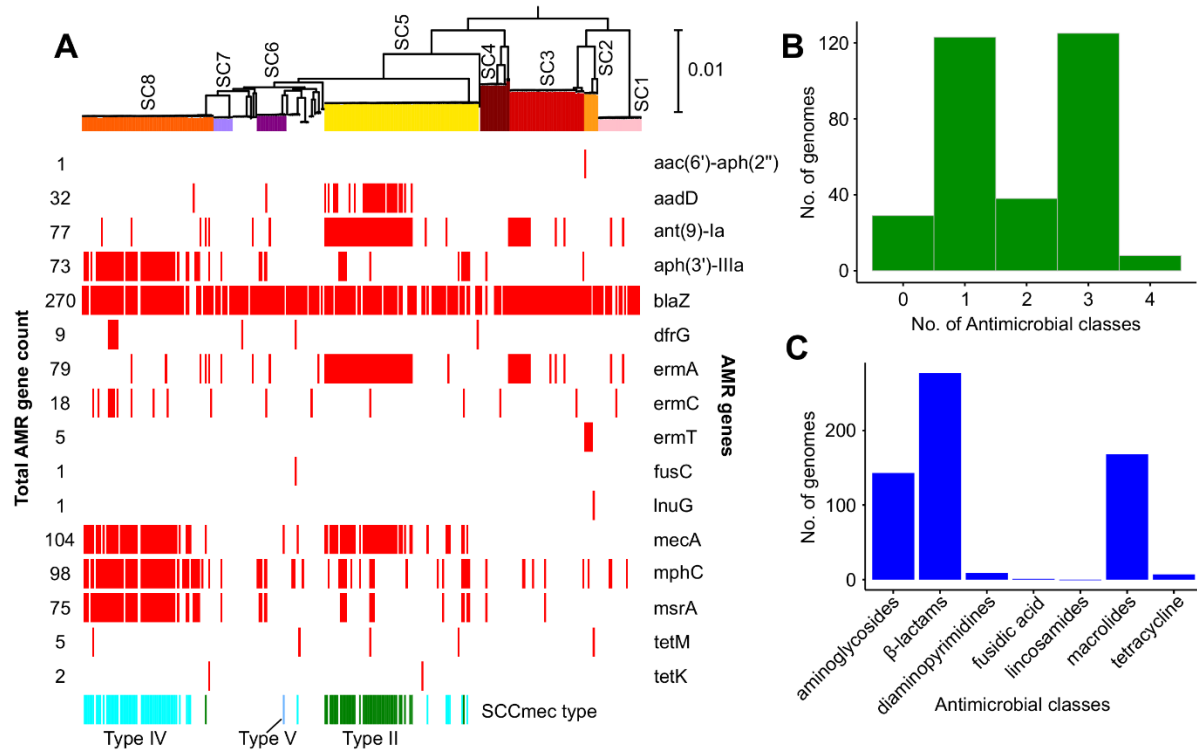 A
SC8
SC7
SC6
SC5
SC4
SC3
SC2
SC1
0.01
Total AMR gene count
AMR genes
1 aac(6')-aph(2")
32 aadD
77 ant(9)-Ia
73 aph(3')-IIIa
270 blaZ
9 dfrG
79 ermA
18 ermC
5 ermT
1 fusC
1 lnuG
104 mecA
98 mphC
75 msrA
5 tetM
2 tetK
SCCmec type
Type IV
Type V
Type II
B
No. of genomes
120
80
40
0
0 1 2 3 4
No. of Antimicrobial classes
C
No. of genomes
200
100
0
aminoglycosides
β-lactams
diaminopyrimidines
fusidic acid
lincosamides
macrolides
tetracycline
Antimicrobial classes